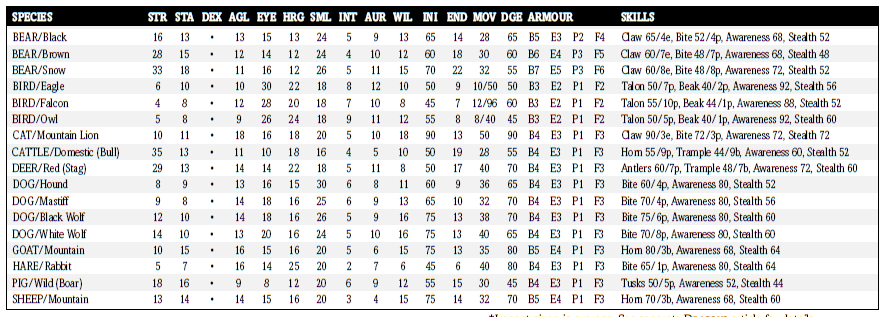 SPECIES STR STA DEX AGL EYE HRG SML INT AUR WIL INI END MOV DGE ARMOUR SKILLS
BEAR/Black 16 13 • 13 15 13 24 5 9 13 65 14 28 65 B5 E3 P2 F4 Claw 65/4e, Bite 52/4p, Awareness 68, Stealth 52
BEAR/Brown 28 15 • 12 14 12 24 4 10 12 60 18 30 60 B6 E4 P3 F5 Claw 60/7e, Bite 48/7p, Awareness 68, Stealth 48
BEAR/Snow 33 18 • 11 16 12 26 5 11 15 70 22 32 55 B7 E5 P3 F6 Claw 60/8e, Bite 48/8p, Awareness 72, Stealth 52
BIRD/Eagle 6 10 • 10 30 22 18 8 12 10 50 9 10/50 50 B3 E2 P1 F2 Talon 50/7p, Beak 40/2p, Awareness 92, Stealth 56
BIRD/Falcon 4 8 • 12 28 20 18 7 10 8 45 7 12/96 60 B3 E2 P1 F2 Talon 55/10p, Beak 44/1p, Awareness 88, Stealth 52
BIRD/Owl 5 8 • 9 26 24 18 9 11 12 55 8 8/40 45 B3 E2 P1 F2 Talon 50/5p, Beak 40/1p, Awareness 92, Stealth 60
CAT/Mountain Lion 10 11 • 18 16 18 20 5 10 18 90 13 50 90 B4 E3 P1 F3 Claw 90/3e, Bite 72/3p, Awareness 72, Stealth 72
CATTLE/Domestic (Bull) 35 13 • 11 10 18 16 4 5 10 50 19 28 55 B4 E3 P1 F3 Horn 55/9p, Trample 44/9b, Awareness 60, Stealth 52
DEER/Red (Stag) 29 13 • 14 14 22 18 5 11 8 50 17 40 70 B4 E3 P1 F3 Antlers 60/7p, Trample 48/7b, Awareness 72, Stealth 60
DOG/Hound 8 9 • 13 16 15 30 6 8 11 60 9 36 65 B4 E3 P1 F3 Bite 60/4p, Awareness 80, Stealth 52
DOG/Mastiff 9 8 • 14 18 16 25 6 9 13 65 10 32 70 B4 E3 P1 F3 Bite 70/4p, Awareness 80, Stealth 56
DOG/Black Wolf 12 10 • 14 18 16 26 5 9 16 75 13 38 70 B4 E3 P1 F3 Bite 75/6p, Awareness 80, Stealth 60
DOG/White Wolf 14 10 • 13 20 16 24 5 10 16 75 13 40 65 B4 E3 P1 F3 Bite 70/8p, Awareness 80, Stealth 60
GOAT/Mountain 10 15 • 16 15 16 20 5 6 15 75 13 35 80 B5 E4 P1 F3 Horn 80/3b, Awareness 68, Stealth 64
HARE/Rabbit 5 7 • 16 14 25 20 2 7 6 45 6 40 80 B4 E3 P1 F3 Bite 65/1p, Awareness 80, Stealth 64
PIG/Wild (Boar) 18 16 • 9 8 12 20 6 9 12 55 15 30 45 B4 E3 P1 F3 Tusks 50/5p, Awareness 52, Stealth 44
SHEEP/Mountain 13 14 • 14 15 16 20 3 4 15 75 14 32 70 B5 E4 P1 F3 Horn 70/3b, Awareness 68, Stealth 60